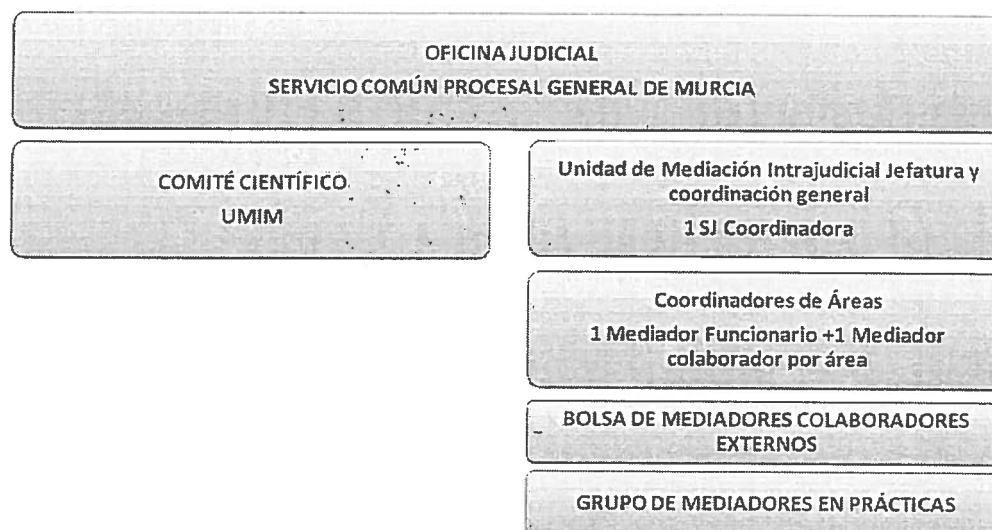 OFICINA JUDICIAL
SERVICIO COMÚN PROCESAL GENERAL DE MURCIA
COMITÉ CIENTÍFICO
UMIM
Unidad de Mediación Intrajudicial Jefatura y
coordinación general
1 SJ Coordinadora
Coordinadores de Áreas
1 Mediador Funcionario +1 Mediador
colaborador por área
BOLSA DE MEDIADORES COLABORADORES
EXTERNOS
GRUPO DE MEDIADORES EN PRÁCTICAS